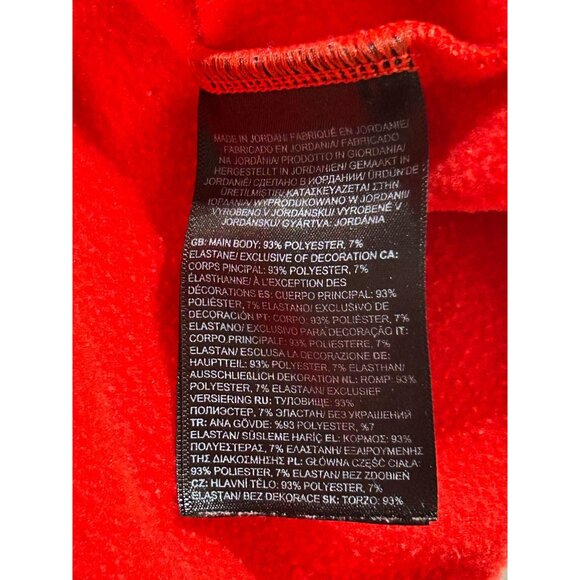 MADE IN JORDAN/ FABRIQUÉ EN JORDANIE/
FABRICADO EN JORDANIA/ FABRICADO
NA JORDÂNIA/ PRODOTTO IN GIORDANIA/
HERGESTELLT IN JORDANIEN/ GEMAAKT IN
JORDANIË/ СДЕЛАНО В ИОРДАНИИ/ ÜRDÜN'DE
ÜRETİLMİŞTİR/ ΚΑΤΑΣΚΕΥΑΖΕΤΑΙ ΣΤΗΝ
ΙΟΡΔΑΝΙΑ/ WYPRODUKOWANO W JORDANII/
VYROBENO V JORDÁNSKU/ VYROBENÉ V
JORDÁNSKU/ GYÁRTVA: JORDÁNIA
GB: MAIN BODY: 93% POLYESTER, 7%
ELASTANE/ EXCLUSIVE OF DECORATION CA:
CORPS PINCIPAL: 93% POLYESTER, 7%
ÉLASTHANNE/ À L'EXCEPTION DES
DÉCORATIONS ES: CUERPO PRINCIPAL: 93%
POLIÉSTER, 7% ELASTANO/ EXCLUSIVO DE
DECORACIÓN PT: CORPO: 93% POLIÉSTER, 7%
ELASTANO/ EXCLUSIVO PARA DECORAÇÃO IT:
CORPO PRINCIPALE: 93% POLIESTERE, 7%
ELASTAN/ ESCLUSA LA DECORAZIONE DE:
HAUPTTEIL: 93% POLYESTER, 7% ELASTHAN/
AUSSCHLIEẞLICH DEKORATION NL: ROMP: 93%
POLYESTER, 7% ELASTAAN/ EXCLUSIEF
VERSIERING RU: ТУЛОВИЩЕ: 93%
ПОЛИЭСТЕР, 7% ЭЛАСТАН/ БЕЗ УКРАШЕНИЙ
TR: ANA GÖVDE: %93 POLYESTER, %7
ELASTAN/ SÜSLEME HARİÇ EL: ΚΟΡΜΟΣ: 93%
ΠΟΛΥΕΣΤΕΡΑΣ, 7% ΕΛΑΣΤΑΝΗ/ ΕΞΑΙΡΟΥΜΕΝΗΣ
ΤΗΣ ΔΙΑΚΟΣΜΗΣΗΣ PL: GŁÓWNA CZĘŚĆ CIAŁA:
93% POLIESTER, 7% ELASTAN/ BEZ ZDOBIEŃ
CZ: HLAVNÍ TĚLO: 93% POLYESTER, 7%
ELASTAN/ BEZ DEKORACE SK: TORZO: 93%